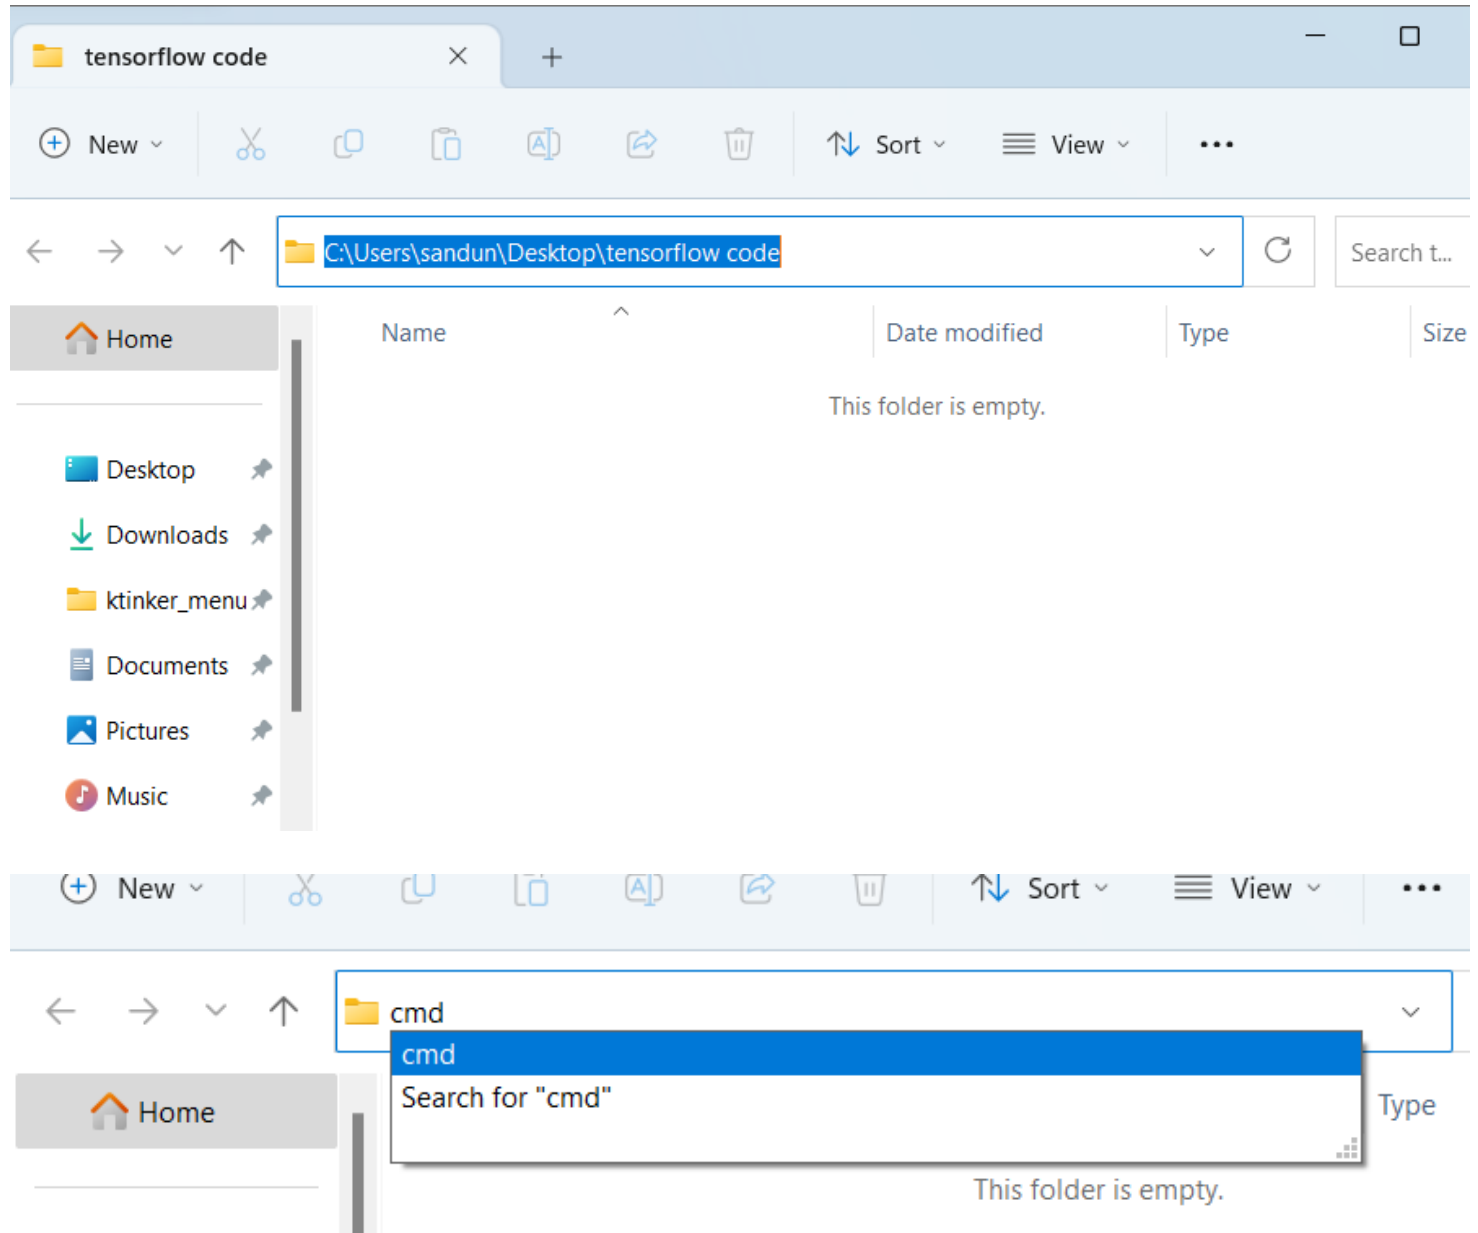 tensorflow code
New
Sort
View
C:\Users\sandun\Desktop\tensorflow code
Search t...
Home
Name
Date modified
Type
Size
This folder is empty.
Desktop
Downloads
ktinker_menu
Documents
Pictures
Music
New
Sort
View
cmd
cmd
Search for "cmd"
Home
Type
This folder is empty.